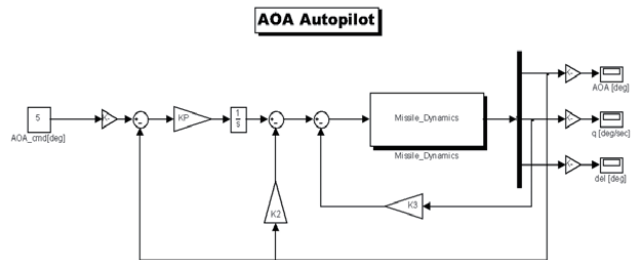 AOA Autopilot
5
AOA_cmd[deg]
KP
1
s
K2
Missile_Dynamics
Missile_Dynamics
K3
AOA [deg]
q [deg/sec]
del [deg]